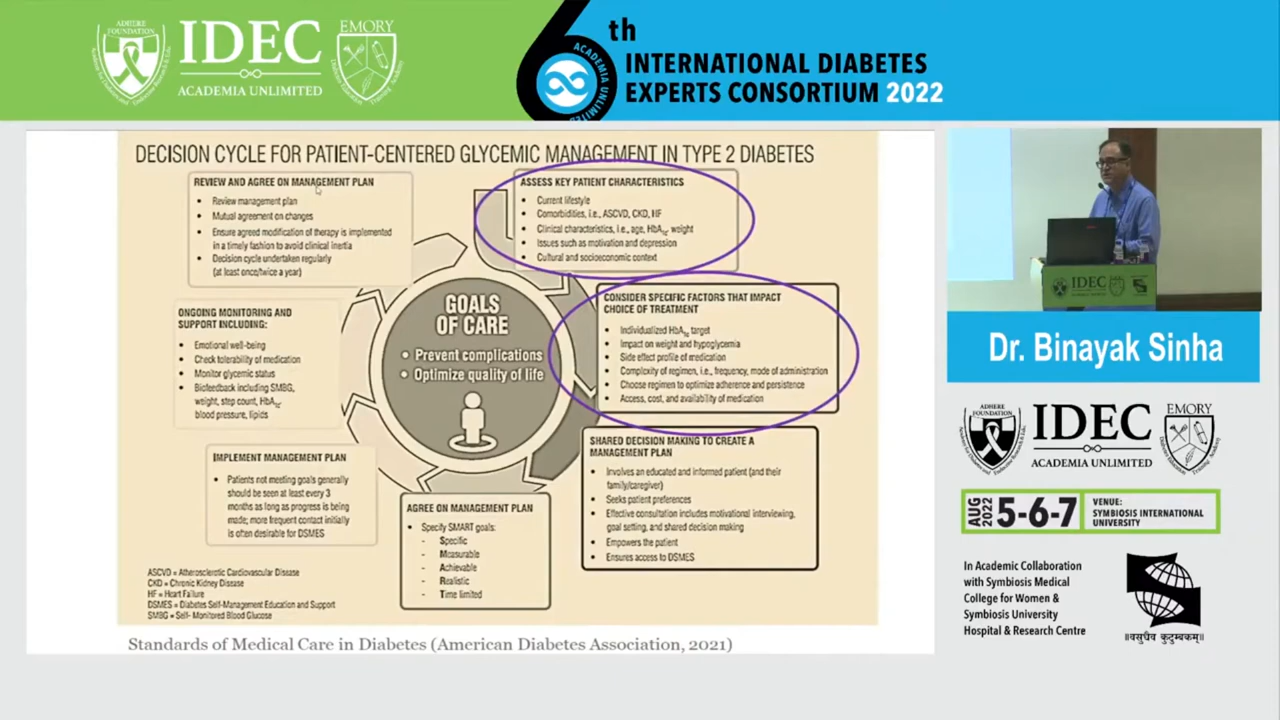 ADHERE
FOUNDATION
IDEC
ACADEMIA UNLIMITED
EMORY
6th
ACADEMIA UNLIMITED
INTERNATIONAL DIABETES
EXPERTS CONSORTIUM 2022
DECISION CYCLE FOR PATIENT-CENTERED GLYCEMIC MANAGEMENT IN TYPE 2 DIABETES
REVIEW AND AGREE ON MANAGEMENT PLAN
• Review management plan
• Mutual agreement on changes
• Ensure agreed modification of therapy is implemented
in a timely fashion to avoid clinical inertia
• Decision cycle undertaken regularly
(at least once/twice a year)
ASSESS KEY PATIENT CHARACTERISTICS
• Current lifestyle
• Comorbidities, i.e., ASCVD, CKD, HF
• Clinical characteristics, i.e., age, HbA1c, weight
• Issues such as motivation and depression
• Cultural and socioeconomic context
CONSIDER SPECIFIC FACTORS THAT IMPACT
CHOICE OF TREATMENT
• Individualized HbA1c target
• Impact on weight and hypoglycemia
• Side effect profile of medication
• Complexity of regimen, i.e., frequency, mode of administration
• Choose regimen to optimize adherence and persistence
• Access, cost, and availability of medication
SHARED DECISION MAKING TO CREATE A
MANAGEMENT PLAN
• Involves an educated and informed patient (and their
family/caregiver)
• Seeks patient preferences
• Effective consultation includes motivational interviewing,
goal setting, and shared decision making
• Empowers the patient
• Ensures access to DSMES
AGREE ON MANAGEMENT PLAN
• Specify SMART goals:
- Specific
- Measurable
- Achievable
- Realistic
- Time limited
IMPLEMENT MANAGEMENT PLAN
• Patients not meeting goals generally
should be seen at least every 3
months as long as progress is being
made; more frequent contact initially
is often desirable for DSMES
ONGOING MONITORING AND
SUPPORT INCLUDING:
• Emotional well-being
• Check tolerability of medication
• Monitor glycemic status
• Biofeedback including SMBG,
weight, step count, HbA1c,
blood pressure, lipids
GOALS
OF CARE
• Prevent complications
• Optimize quality of life
ASCVD = Atherosclerotic Cardiovascular Disease
CKD = Chronic Kidney Disease
HF = Heart Failure
DSMES = Diabetes Self-Management Education and Support
SMBG = Self- Monitored Blood Glucose
Standards of Medical Care in Diabetes (American Diabetes Association, 2021)
IDEC
Dr. Binayak Sinha
ADHERE
FOUNDATION
IDEC
ACADEMIA UNLIMITED
EMORY
AUG
2022
5-6-7
VENUE:
SYMBIOSIS INTERNATIONAL
UNIVERSITY
In Academic Collaboration
with Symbiosis Medical
College for Women &
Symbiosis University
Hospital & Research Centre
॥वसुधैव कुटुम्बकम्॥